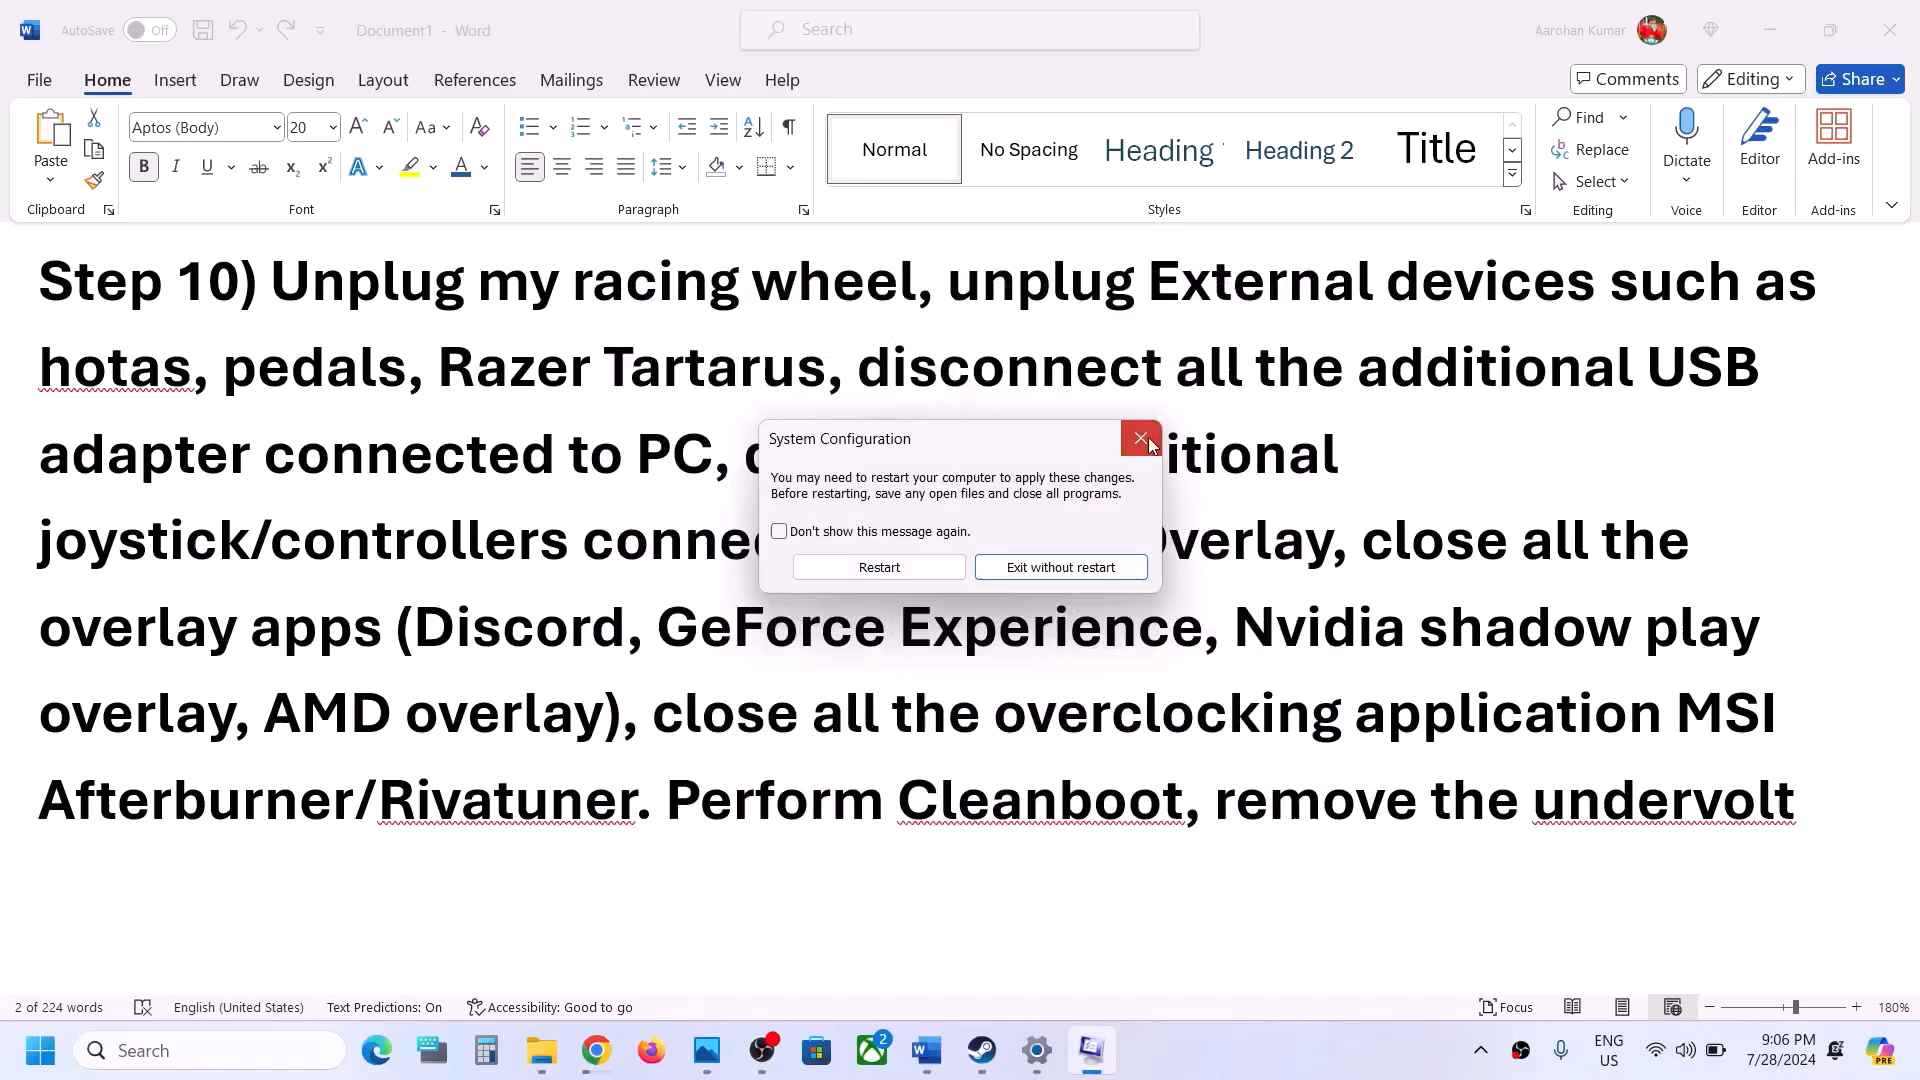 AutoSave Off Document1 - Word Search Aarohan Kumar
File Home Insert Draw Design Layout References Mailings Review View Help Comments Editing Share
Aptos (Body) 20 Aa
Paste
B I U ab x₂ x² A A
Clipboard Font Paragraph
Normal No Spacing Heading Heading 2 Title
Styles
Find
Replace
Select
Editing
Dictate
Voice
Editor
Editor
Add-ins
Add-ins
Step 10) Unplug my racing wheel, unplug External devices such as
hotas, pedals, Razer Tartarus, disconnect all the additional USB
adapter connected to PC, itional
joystick/controllers conne verlay, close all the
overlay apps (Discord, GeForce Experience, Nvidia shadow play
overlay, AMD overlay), close all the overclocking application MSI
Afterburner/Rivatuner. Perform Cleanboot, remove the undervolt
System Configuration
You may need to restart your computer to apply these changes.
Before restarting, save any open files and close all programs.
Don't show this message again.
Restart Exit without restart
2 of 224 words English (United States) Text Predictions: On Accessibility: Good to go Focus 180%
Search 2 ENG US 9:06 PM 7/28/2024 PRE